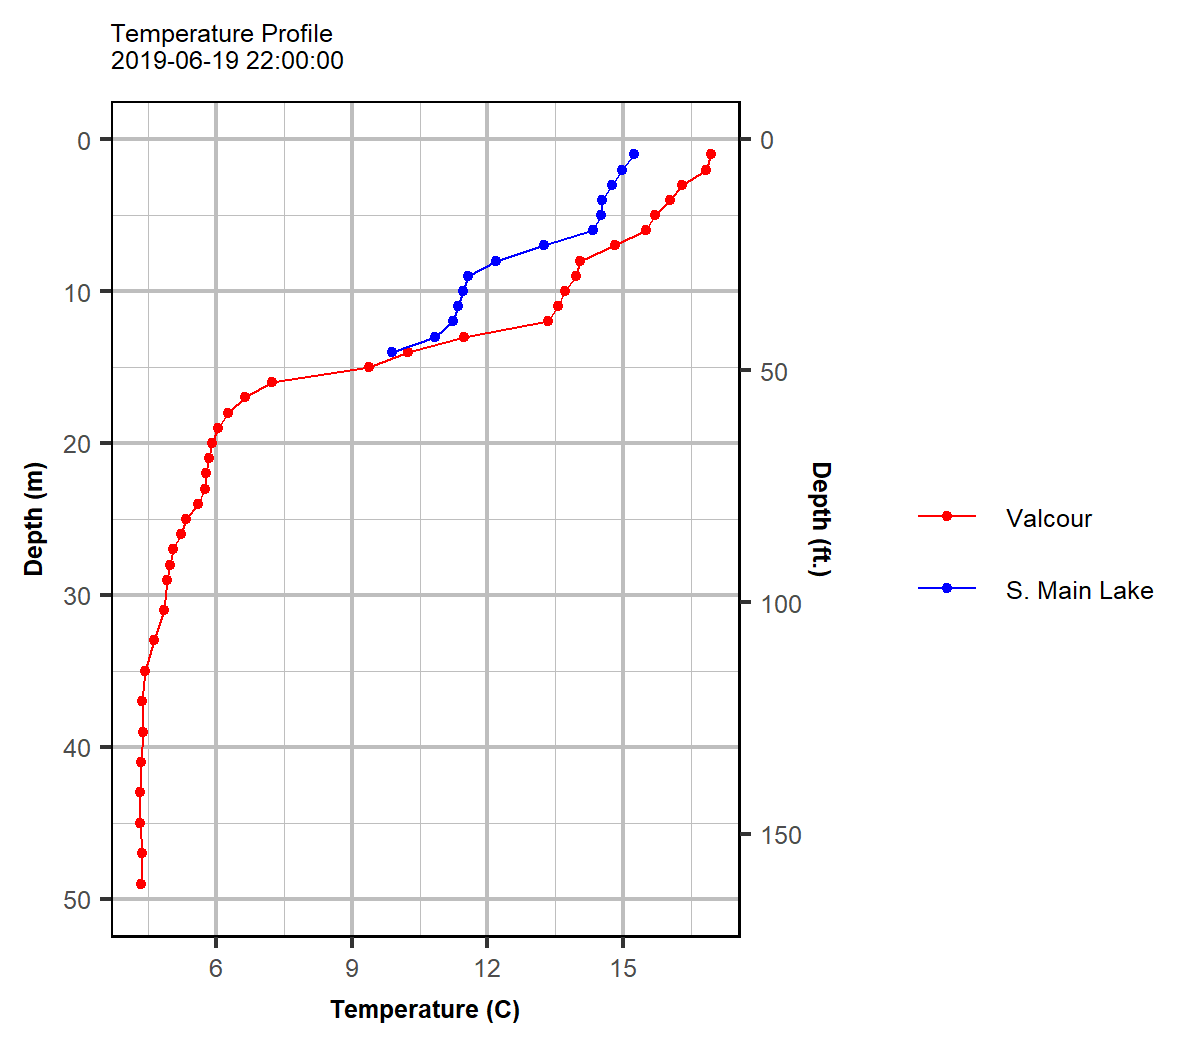 Temperature Profile
2019-06-19 22:00:00
0
10
20
30
40
50
Depth (m)
0
50
100
150
Depth (ft.)
6
9
12
15
Temperature (C)
Valcour
S. Main Lake